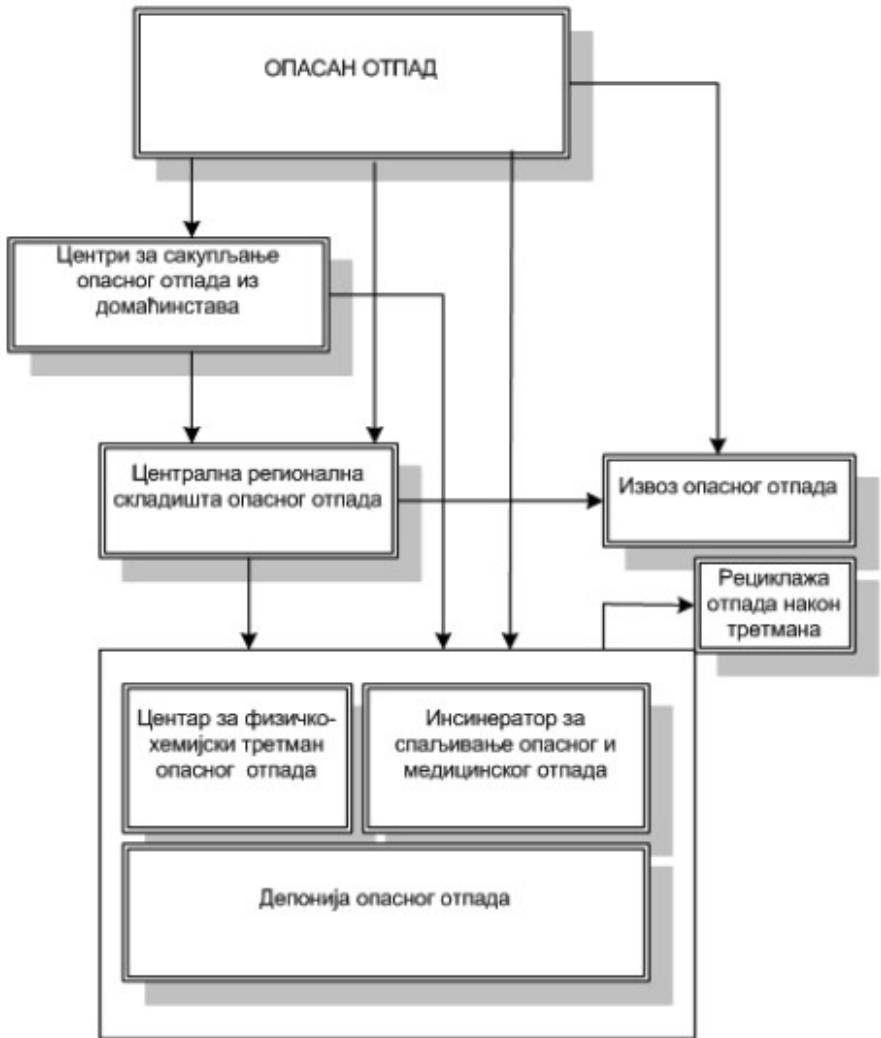 ОПАСАН ОТПАД
Центри за сакупљање
опасног отпада из
домаћинстава
Централна регионална
складишта опасног отпада
Извоз опасног отпада
Рециклажа
отпада након
третмана
Центар за физичко-
хемијски третман
опасног отпада
Инсинератор за
спаљивање опасног и
медицинског отпада
Депонија опасног отпада